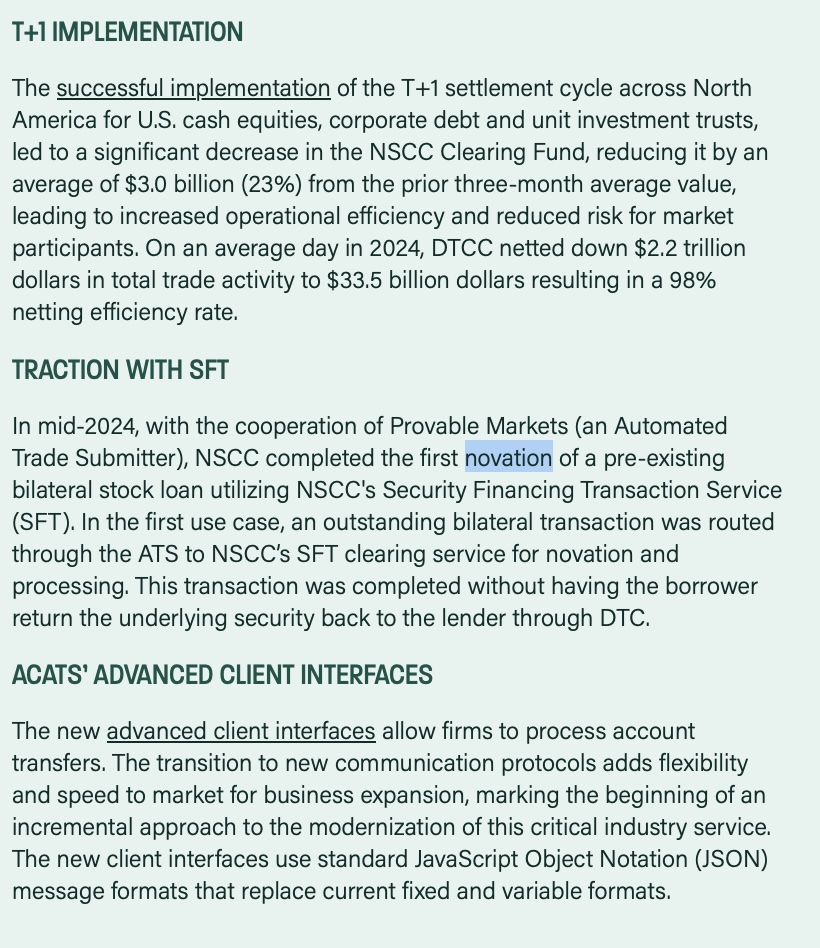 T+1 IMPLEMENTATION
The successful implementation of the T+1 settlement cycle across North
America for U.S. cash equities, corporate debt and unit investment trusts,
led to a significant decrease in the NSCC Clearing Fund, reducing it by an
average of $3.0 billion (23%) from the prior three-month average value,
leading to increased operational efficiency and reduced risk for market
participants. On an average day in 2024, DTCC netted down $2.2 trillion
dollars in total trade activity to $33.5 billion dollars resulting in a 98%
netting efficiency rate.
TRACTION WITH SFT
In mid-2024, with the cooperation of Provable Markets (an Automated
Trade Submitter), NSCC completed the first novation of a pre-existing
bilateral stock loan utilizing NSCC's Security Financing Transaction Service
(SFT). In the first use case, an outstanding bilateral transaction was routed
through the ATS to NSCC’s SFT clearing service for novation and
processing. This transaction was completed without having the borrower
return the underlying security back to the lender through DTC.
ACATS’ ADVANCED CLIENT INTERFACES
The new advanced client interfaces allow firms to process account
transfers. The transition to new communication protocols adds flexibility
and speed to market for business expansion, marking the beginning of an
incremental approach to the modernization of this critical industry service.
The new client interfaces use standard JavaScript Object Notation (JSON)
message formats that replace current fixed and variable formats.